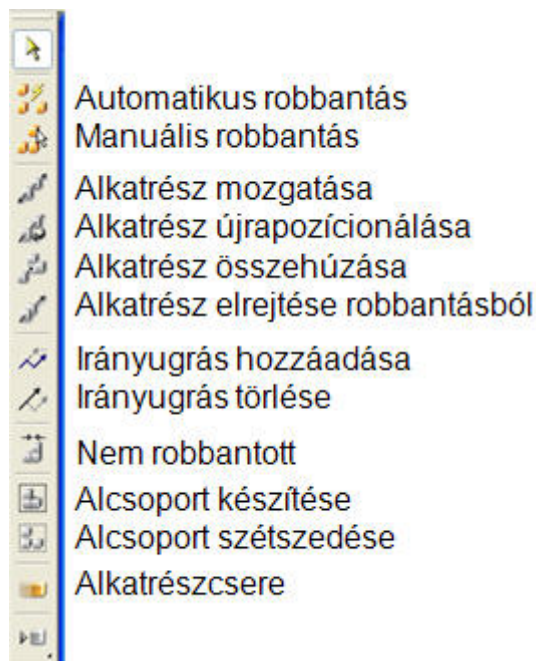 Automatikus robbantás
Manuális robbantás
Alkatrész mozgatása
Alkatrész újrapozícionálása
Alkatrész összehúzása
Alkatrész elrejtése robbantásból
Irányugrás hozzáadása
Irányugrás törlése
Nem robbantott
Alcsoport készítése
Alcsoport szétszedése
Alkatrészcsere